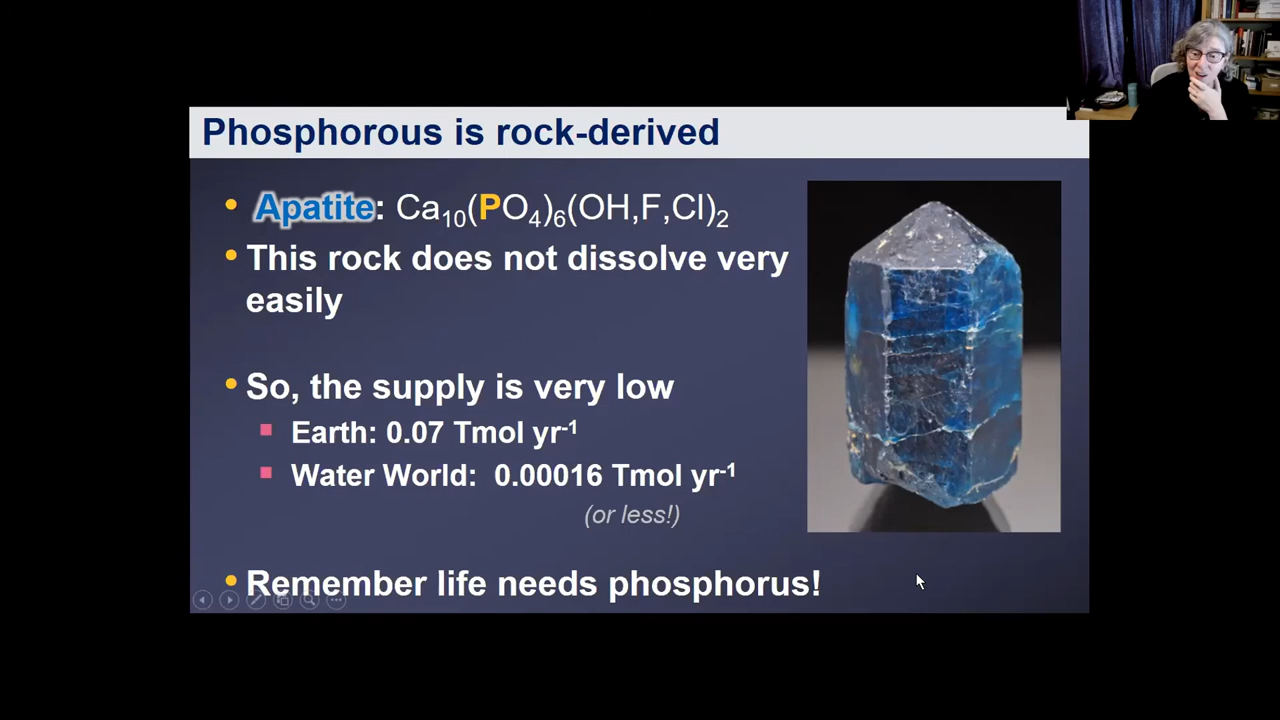 Phosphorous is rock-derived
• Apatite: Ca₁₀(PO₄)₆(OH,F,Cl)₂
• This rock does not dissolve very
easily
• So, the supply is very low
▪ Earth: 0.07 Tmol yr⁻¹
▪ Water World: 0.00016 Tmol yr⁻¹
(or less!)
• Remember life needs phosphorus!